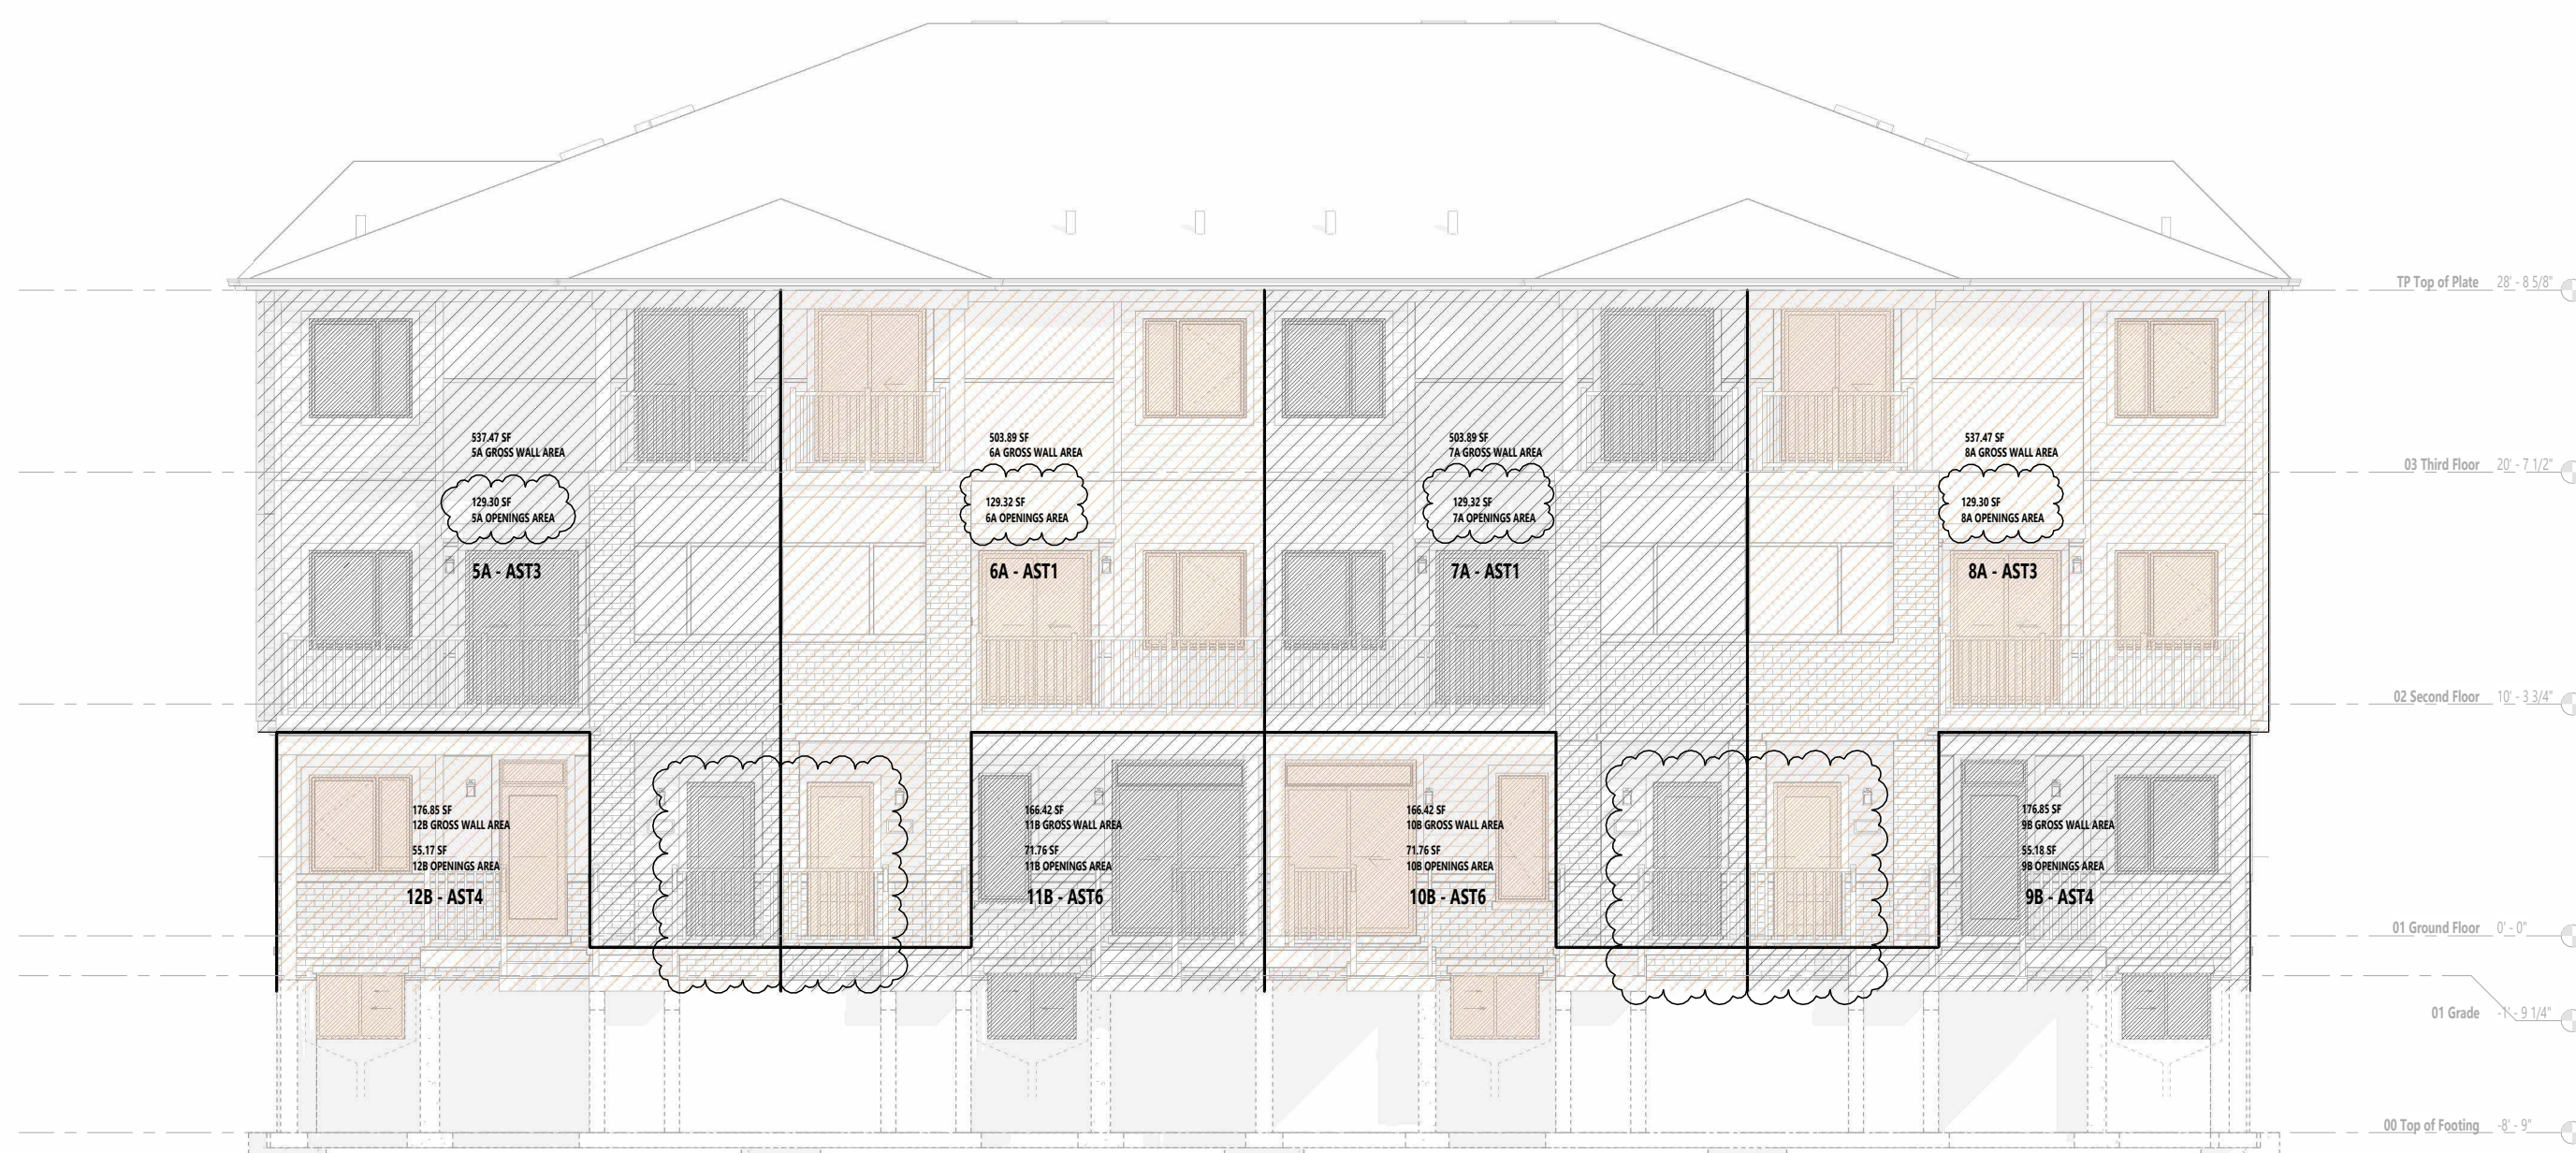 TP Top of Plate 28' - 8 5/8"
537.47 SF
5A GROSS WALL AREA
503.89 SF
6A GROSS WALL AREA
503.89 SF
7A GROSS WALL AREA
537.47 SF
8A GROSS WALL AREA
03 Third Floor 20' - 7 1/2"
129.30 SF
5A OPENINGS AREA
129.32 SF
6A OPENINGS AREA
129.32 SF
7A OPENINGS AREA
129.30 SF
8A OPENINGS AREA
5A - AST3
6A - AST1
7A - AST1
8A - AST3
02 Second Floor 10' - 3 3/4"
176.85 SF
12B GROSS WALL AREA
55.17 SF
12B OPENINGS AREA
12B - AST4
166.42 SF
11B GROSS WALL AREA
71.76 SF
11B OPENINGS AREA
11B - AST6
166.42 SF
10B GROSS WALL AREA
71.76 SF
10B OPENINGS AREA
10B - AST6
176.85 SF
9B GROSS WALL AREA
55.18 SF
9B OPENINGS AREA
9B - AST4
01 Ground Floor 0' - 0"
01 Grade -1' - 9 1/4"
00 Top of Footing -8' - 9"